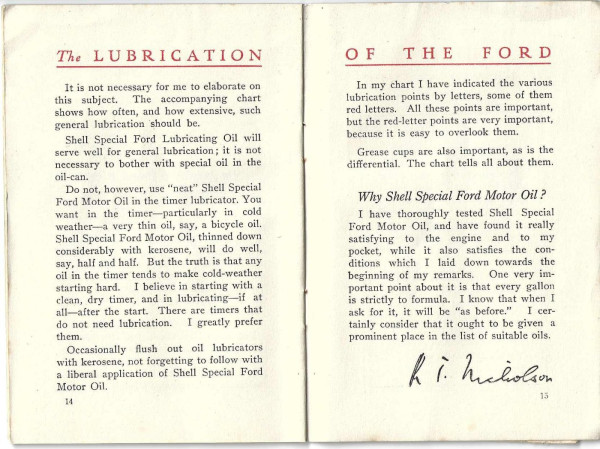 The LUBRICATION
It is not necessary for me to elaborate on
this subject. The accompanying chart
shows how often, and how extensive, such
general lubrication should be.
Shell Special Ford Lubricating Oil will
serve well for general lubrication; it is not
necessary to bother with special oil in the
oil-can.
Do not, however, use "neat" Shell Special
Ford Motor Oil in the timer lubricator. You
want in the timer—particularly in cold
weather—a very thin oil, say, a bicycle oil.
Shell Special Ford Motor Oil, thinned down
considerably with kerosene, will do well,
say, half and half. But the truth is that any
oil in the timer tends to make cold-weather
starting hard. I believe in starting with a
clean, dry timer, and in lubricating—if at
all—after the start. There are timers that
do not need lubrication. I greatly prefer
them.
Occasionally flush out oil lubricators
with kerosene, not forgetting to follow with
a liberal application of Shell Special Ford
Motor Oil.
14
OF THE FORD
In my chart I have indicated the various
lubrication points by letters, some of them
red letters. All these points are important,
but the red-letter points are very important,
because it is easy to overlook them.
Grease cups are also important, as is the
differential. The chart tells all about them.
Why Shell Special Ford Motor Oil?
I have thoroughly tested Shell Special
Ford Motor Oil, and have found it really
satisfying to the engine and to my
pocket, while it also satisfies the con-
ditions which I laid down towards the
beginning of my remarks. One very im-
portant point about it is that every gallon
is strictly to formula. I know that when I
ask for it, it will be "as before." I cer-
tainly consider that it ought to be given a
prominent place in the list of suitable oils.
R T. Nicholson
15